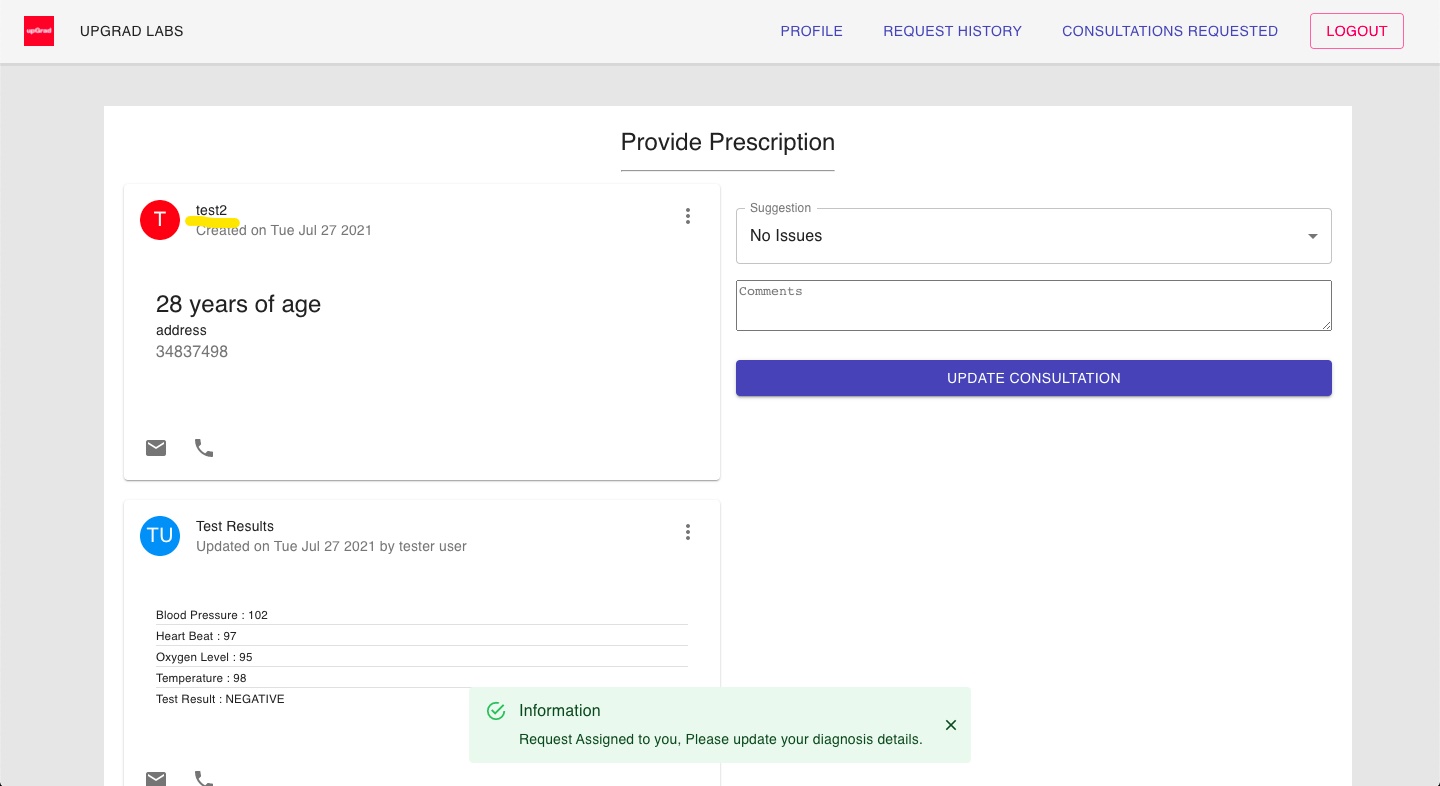 upGrad
UPGRAD LABS
PROFILE
REQUEST HISTORY
CONSULTATIONS REQUESTED
LOGOUT
Provide Prescription
T
test2
Created on Tue Jul 27 2021
28 years of age
address
34837498
Suggestion
No Issues
Comments
UPDATE CONSULTATION
TU
Test Results
Updated on Tue Jul 27 2021 by tester user
Blood Pressure : 102
Heart Beat : 97
Oxygen Level : 95
Temperature : 98
Test Result : NEGATIVE
Information
Request Assigned to you, Please update your diagnosis details.